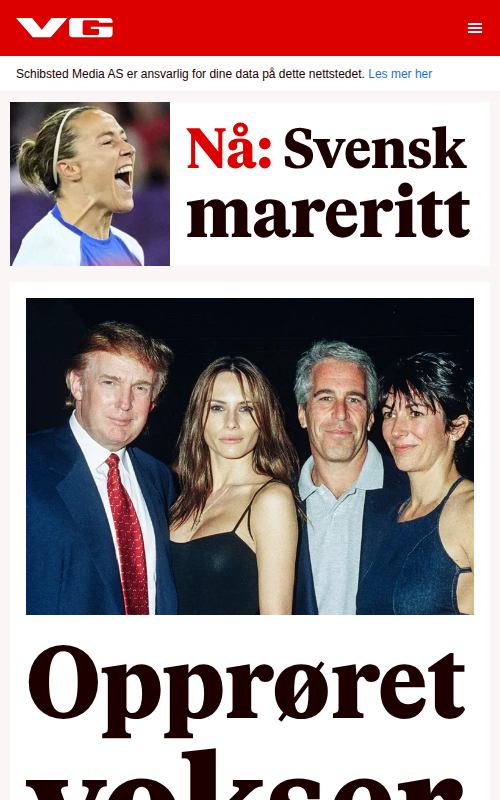 VG
Schibsted Media AS er ansvarlig for dine data på dette nettstedet. Les mer her
Nå: Svensk
mareritt
Opprøret
vokser